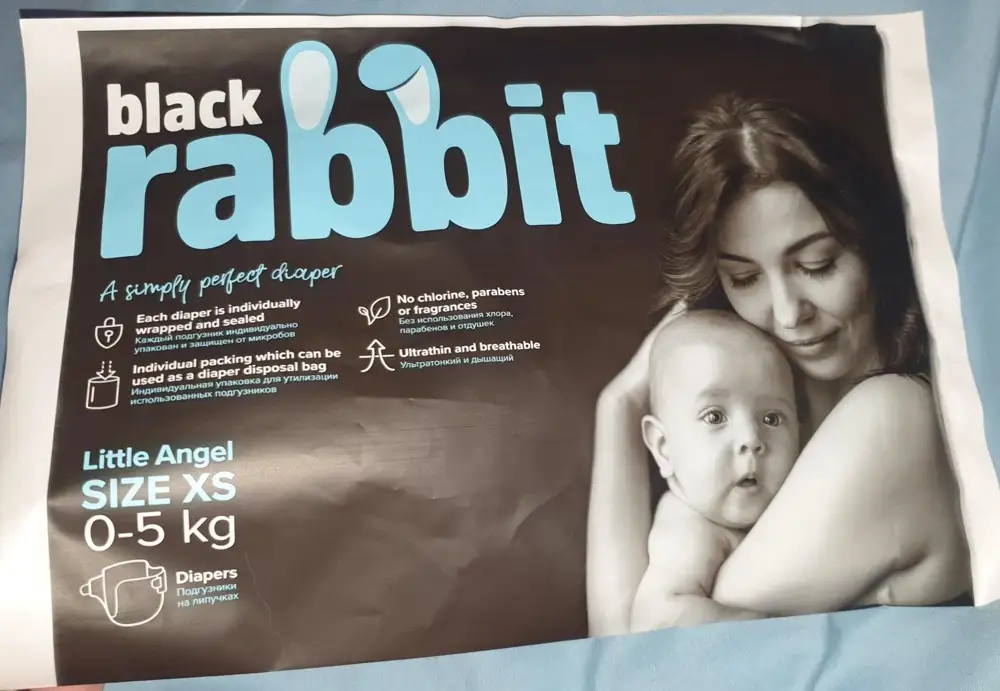 black
rabbit
A simply perfect diaper
Each diaper is individually
wrapped and sealed
Каждый подгузник индивидуально
упакован и защищен от микробов
Individual packing which can be
used as a diaper disposal bag
Индивидуальная упаковка для утилизации
использованных подгузников
No chlorine, parabens
or fragrances
Без использования хлора,
парабенов и отдушек
Ultrathin and breathable
Ультратонкий и дышащий
Little Angel
SIZE XS
0-5 kg
Diapers
Подгузники
на липучках